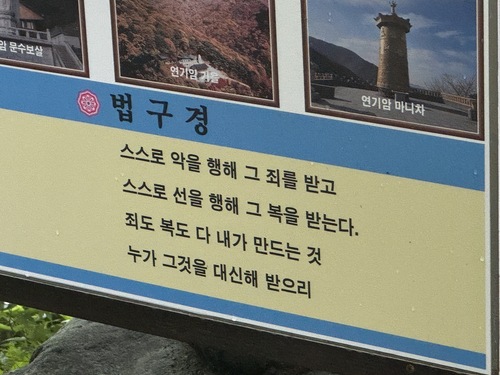 문수보살
연기암
연기암 마니차
법구경
스스로 악을 행해 그 죄를 받고
스스로 선을 행해 그 복을 받는다.
죄도 복도 다 내가 만드는 것
누가 그것을 대신해 받으리